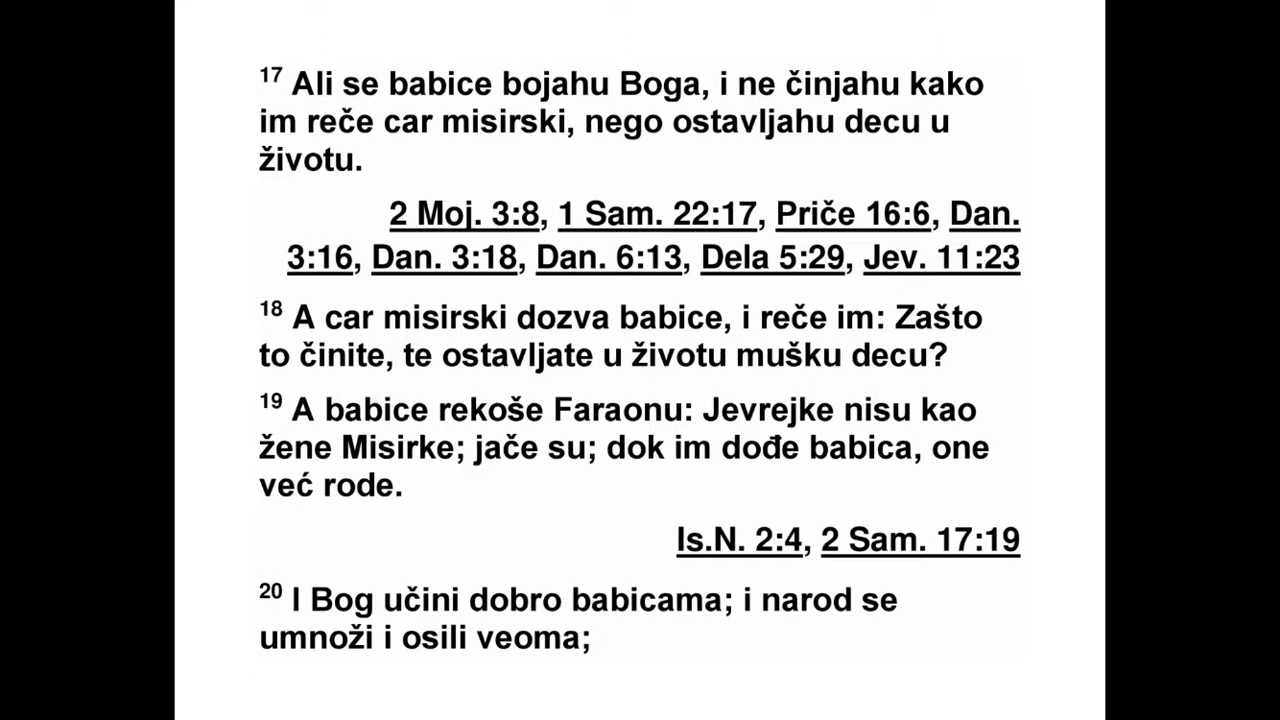 17 Ali se babice bojahu Boga, i ne činjahu kako
im reče car misirski, nego ostavljahu decu u
životu.
2 Moj. 3:8, 1 Sam. 22:17, Priče 16:6, Dan.
3:16, Dan. 3:18, Dan. 6:13, Dela 5:29, Jev. 11:23
18 A car misirski dozva babice, i reče im: Zašto
to činite, te ostavljate u životu mušku decu?
19 A babice rekoše Faraonu: Jevrejke nisu kao
žene Misirke; jače su; dok im dođe babica, one
već rode.
Is.N. 2:4, 2 Sam. 17:19
20 I Bog učini dobro babicama; i narod se
umnoži i osili veoma;